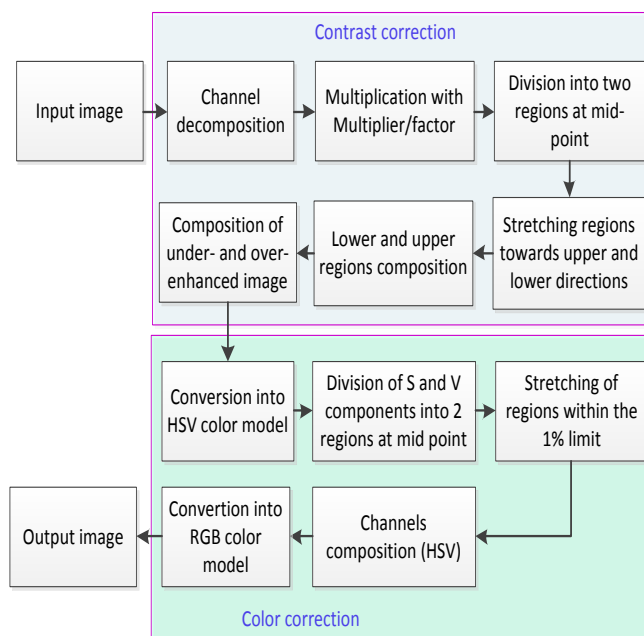 Contrast correction
Input image
Channel
decomposition
Multiplication with
Multiplier/factor
Division into two
regions at mid-
point
Stretching regions
towards upper and
lower directions
Lower and upper
regions composition
Composition of
under- and over-
enhanced image
Conversion into
HSV color model
Division of S and V
components into 2
regions at mid point
Stretching of
regions within the
1% limit
Channels
composition (HSV)
Convertion into
RGB color
model
Output image
Color correction